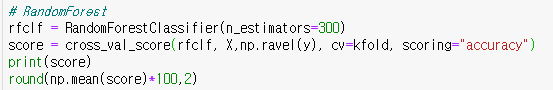 # RandomForest
rfclf = RandomForestClassifier(n_estimators=300)
score = cross_val_score(rfclf, X,np.ravel(y), cv=kfold, scoring="accuracy")
print(score)
round(np.mean(score)*100,2)